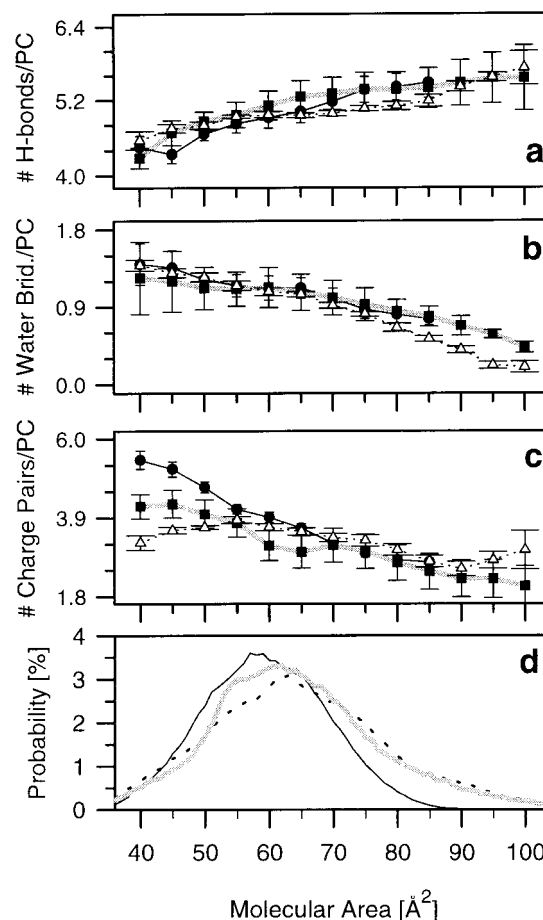 6.4
5.2
4.0
# H-bonds/PC
a
1.8
0.9
0.0
# Water Brid./PC
b
6.0
3.9
1.8
# Charge Pairs/PC
c
4
3
2
1
0
Probability [%]
d
40 50 60 70 80 90 100
Molecular Area [Å²]